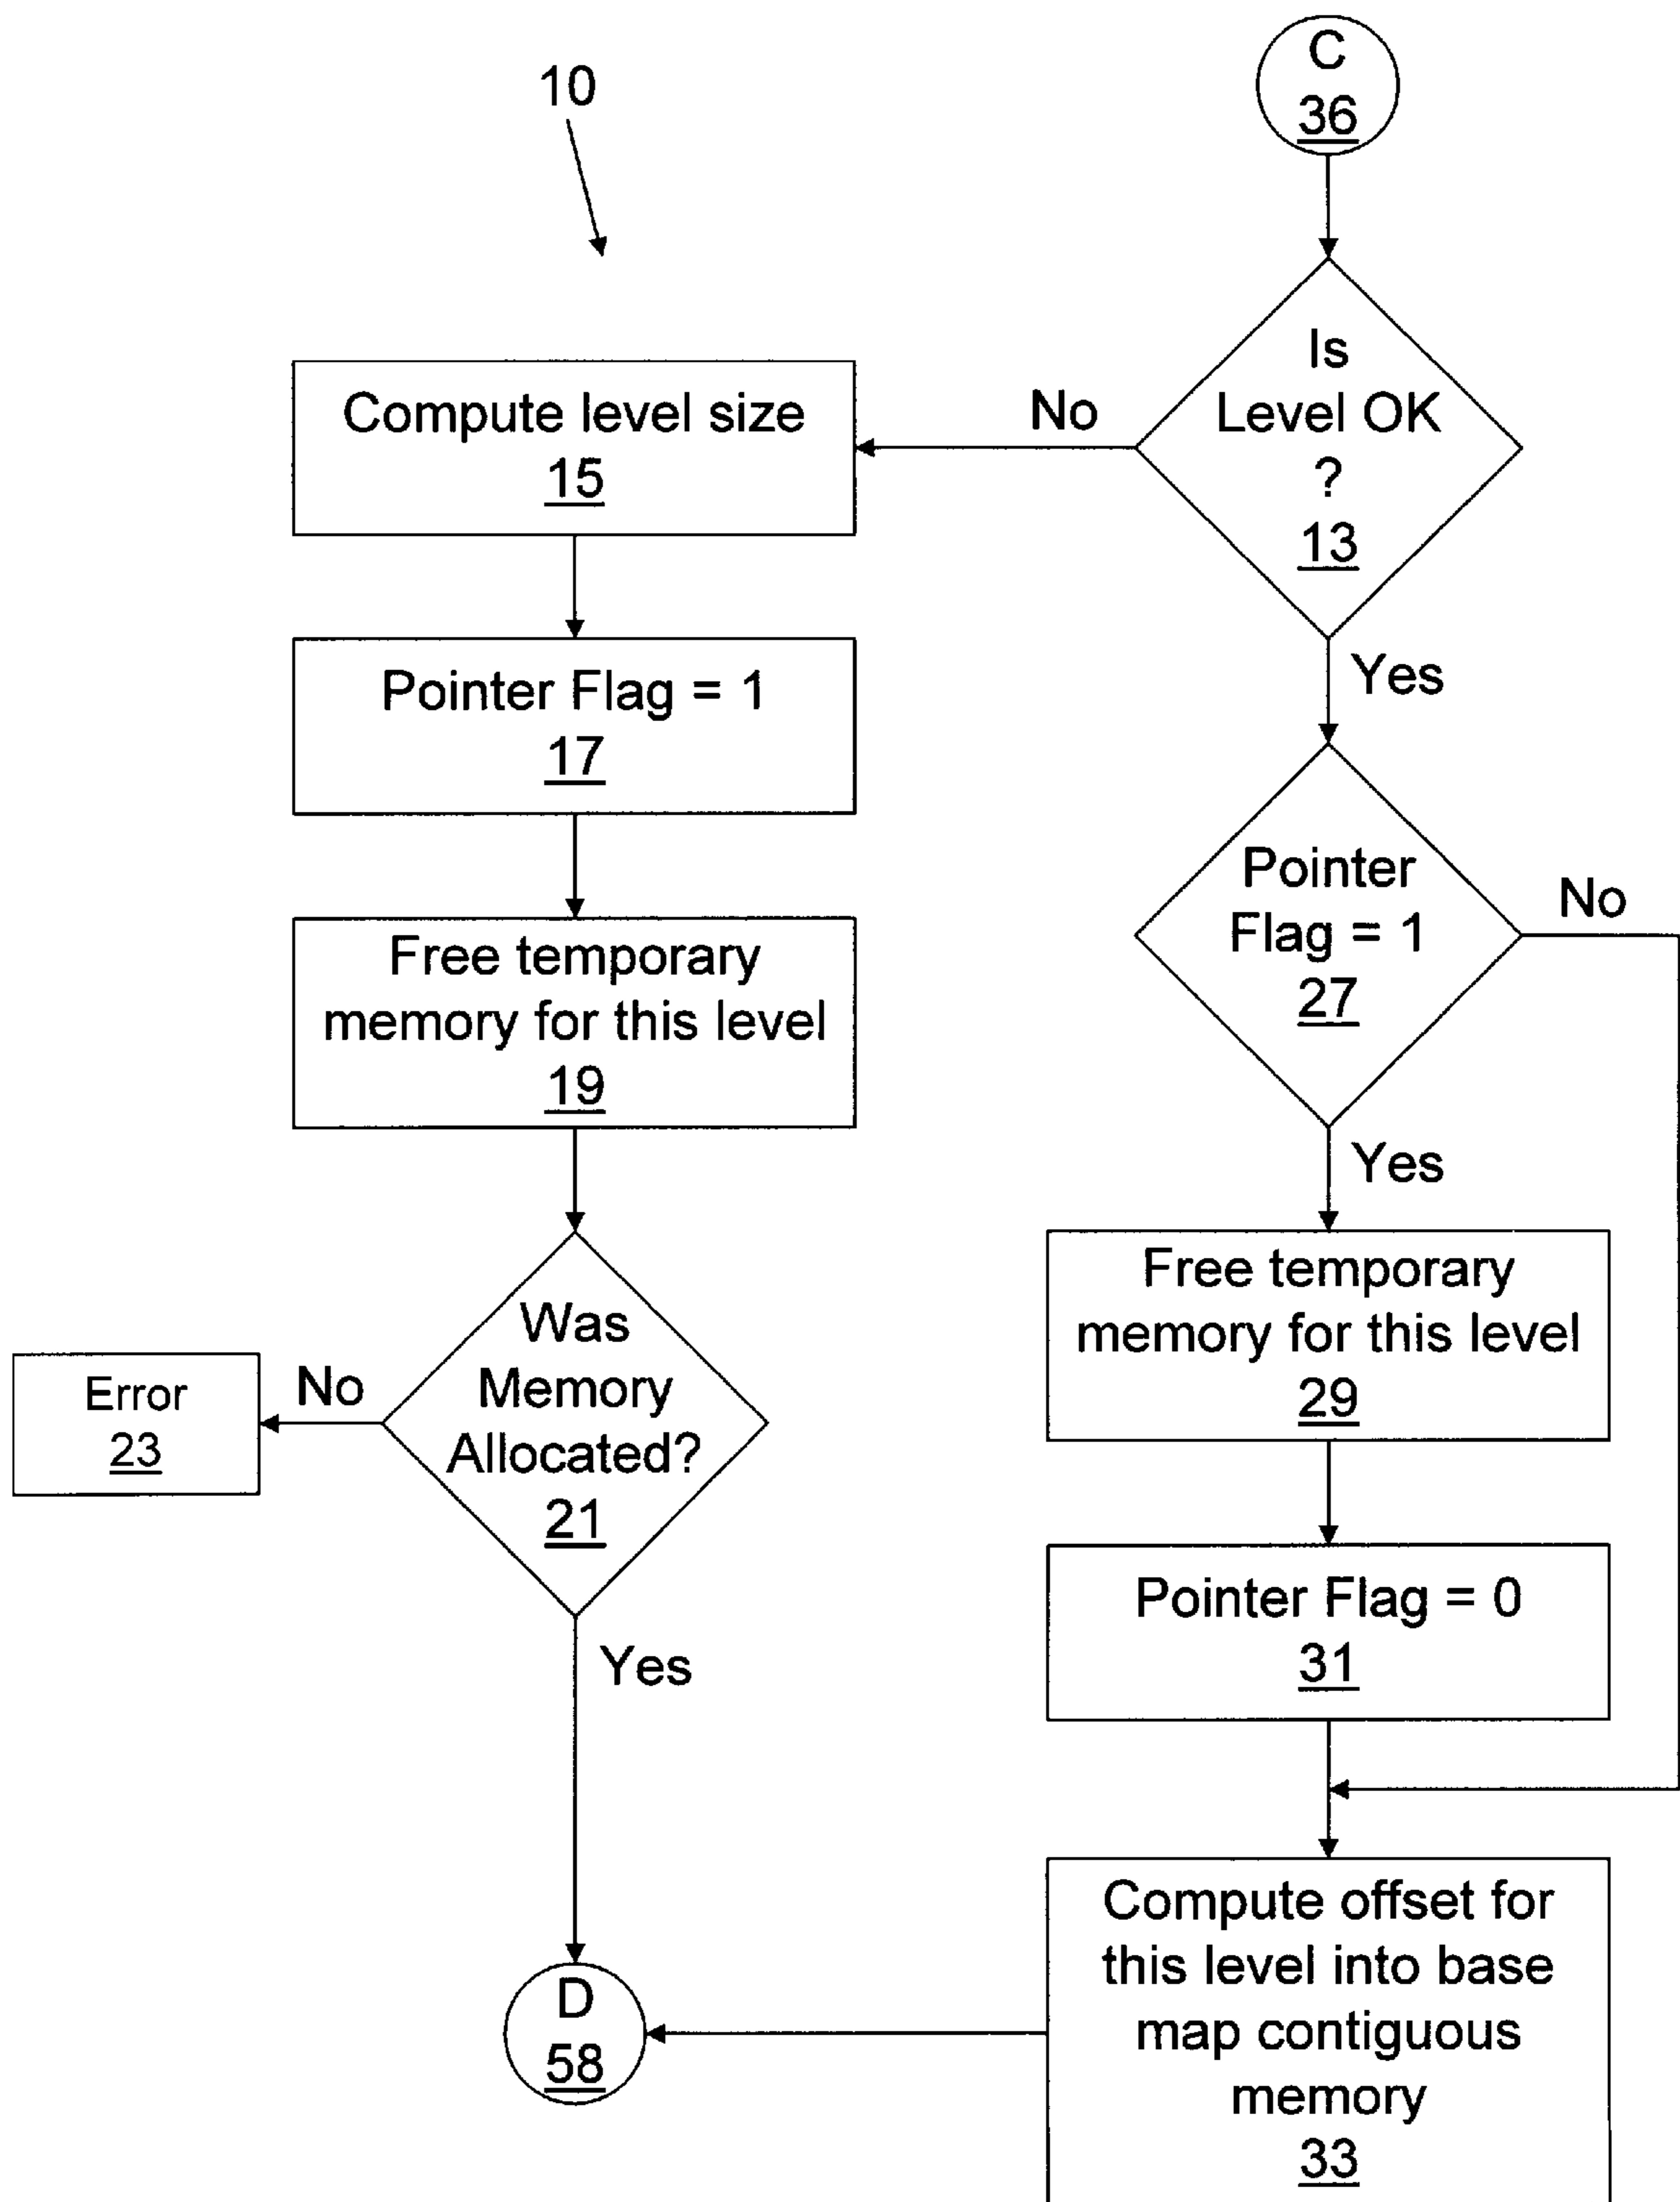 10
C
36
Is
Level OK
?
13
No
Yes
Compute level size
15
Pointer Flag = 1
17
Free temporary
memory for this level
19
Was
Memory
Allocated?
21
No
Error
23
Yes
Pointer
Flag = 1
27
No
Yes
Free temporary
memory for this level
29
Pointer Flag = 0
31
Compute offset for
this level into base
map contiguous
memory
33
D
58